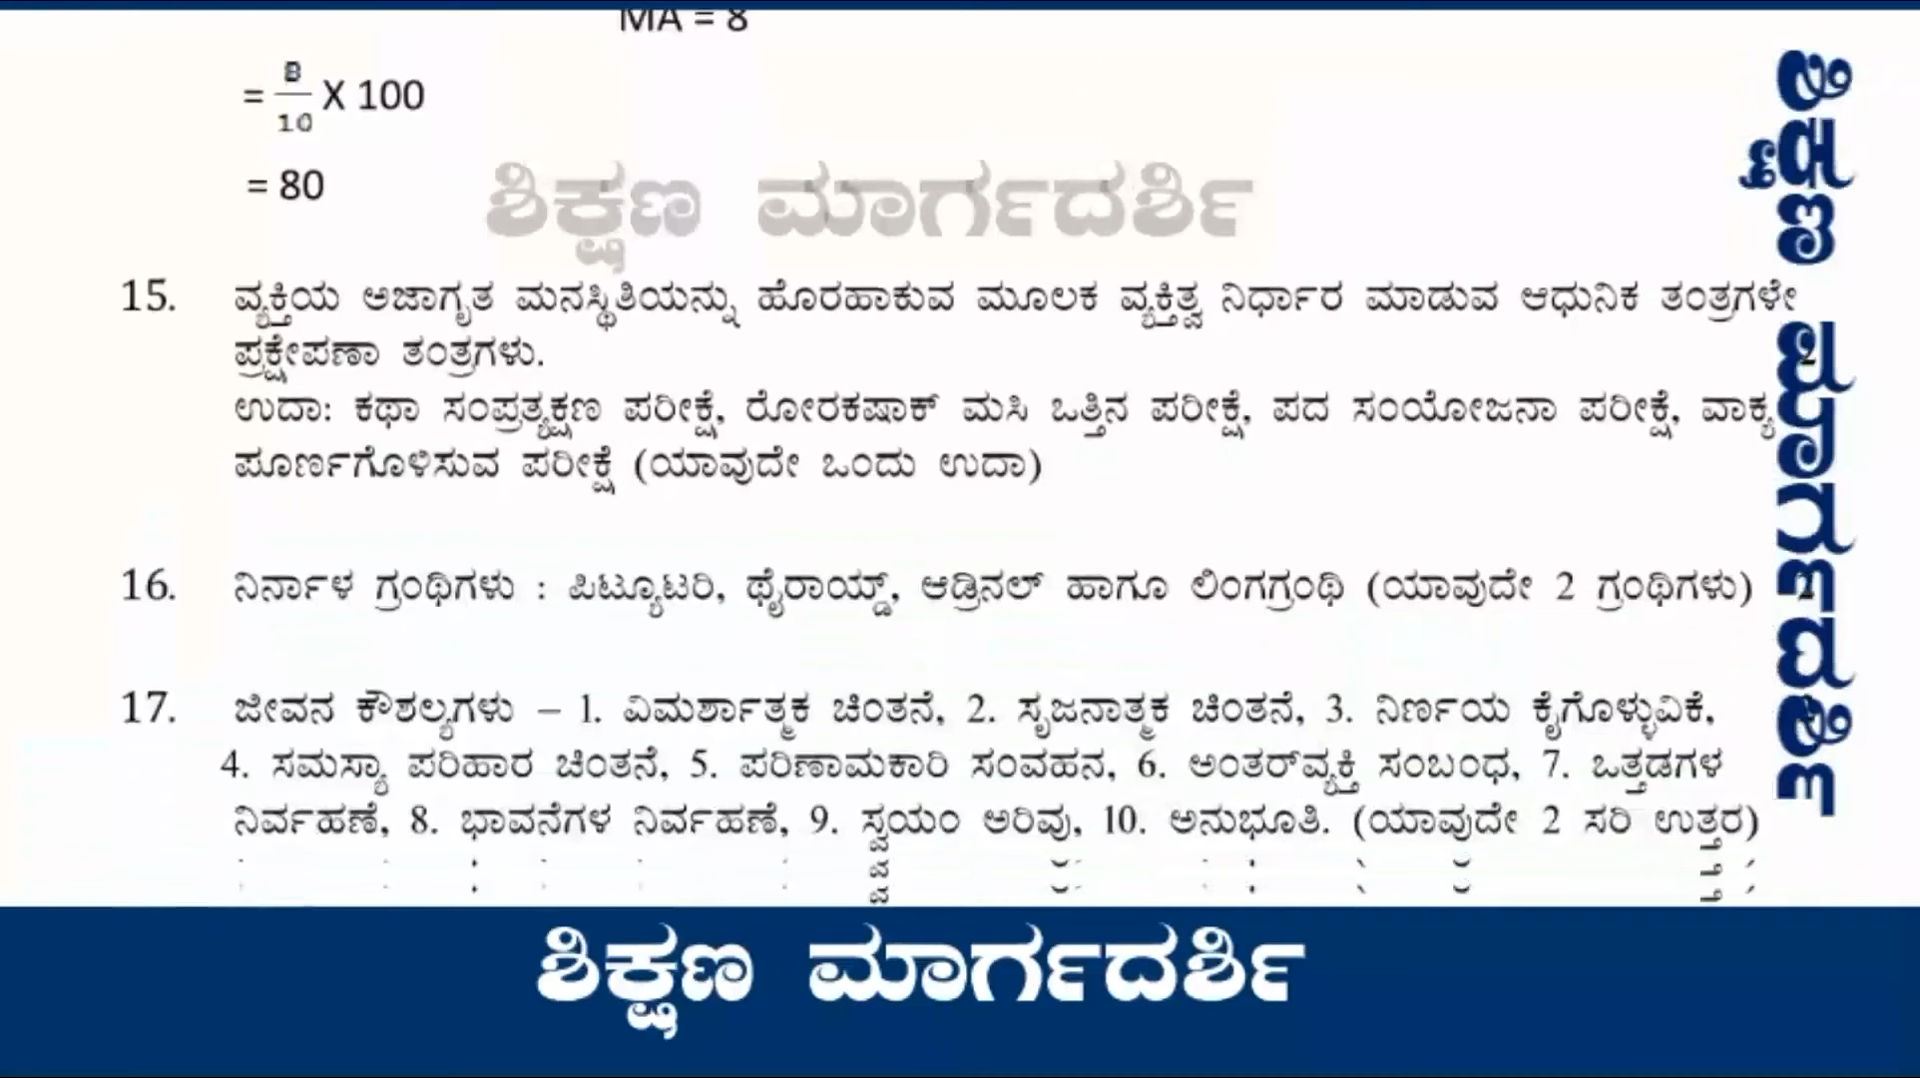 MA = 8
= 8/10 X 100
= 80
ಶಿಕ್ಷಣ ಮಾರ್ಗದರ್ಶಿ
15. ವ್ಯಕ್ತಿಯ ಅಜಾಗೃತ ಮನಸ್ಥಿತಿಯನ್ನು ಹೊರಹಾಕುವ ಮೂಲಕ ವ್ಯಕ್ತಿತ್ವ ನಿರ್ಧಾರ ಮಾಡುವ ಆಧುನಿಕ ತಂತ್ರಗಳೇ
ಪ್ರಕ್ಷೇಪಣಾ ತಂತ್ರಗಳು. 2
ಉದಾ: ಕಥಾ ಸಂಪ್ರತ್ಯಕ್ಷಣ ಪರೀಕ್ಷೆ, ರೋರಕಷಾಕ್ ಮಸಿ ಒತ್ತಿನ ಪರೀಕ್ಷೆ, ಪದ ಸಂಯೋಜನಾ ಪರೀಕ್ಷೆ, ವಾಕ್ಯ
ಪೂರ್ಣಗೊಳಿಸುವ ಪರೀಕ್ಷೆ (ಯಾವುದೇ ಒಂದು ಉದಾ)
16. ನಿರ್ನಾಳ ಗ್ರಂಥಿಗಳು : ಪಿಟ್ಯೂಟರಿ, ಥೈರಾಯ್ಡ್, ಆಡ್ರಿನಲ್ ಹಾಗೂ ಲಿಂಗಗ್ರಂಥಿ (ಯಾವುದೇ 2 ಗ್ರಂಥಿಗಳು)
17. ಜೀವನ ಕೌಶಲ್ಯಗಳು – 1. ವಿಮರ್ಶಾತ್ಮಕ ಚಿಂತನೆ, 2. ಸೃಜನಾತ್ಮಕ ಚಿಂತನೆ, 3. ನಿರ್ಣಯ ಕೈಗೊಳ್ಳುವಿಕೆ,
4. ಸಮಸ್ಯಾ ಪರಿಹಾರ ಚಿಂತನೆ, 5. ಪರಿಣಾಮಕಾರಿ ಸಂವಹನ, 6. ಅಂತರ್‌ವ್ಯಕ್ತಿ ಸಂಬಂಧ, 7. ಒತ್ತಡಗಳ
ನಿರ್ವಹಣೆ, 8. ಭಾವನೆಗಳ ನಿರ್ವಹಣೆ, 9. ಸ್ವಯಂ ಅರಿವು, 10. ಅನುಭೂತಿ. (ಯಾವುದೇ 2 ಸರಿ ಉತ್ತರ)
ಶಿಕ್ಷಣ ಮಾರ್ಗದರ್ಶಿ
ಶಿಕ್ಷಣ ಮಾರ್ಗದರ್ಶಿ